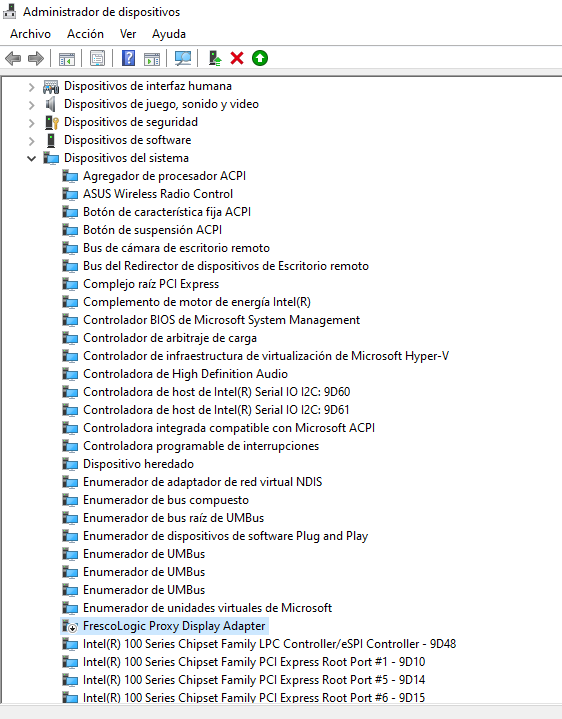 Administrador de dispositivos
Archivo Acción Ver Ayuda
Dispositivos de interfaz humana
Dispositivos de juego, sonido y video
Dispositivos de seguridad
Dispositivos de software
Dispositivos del sistema
Agregador de procesador ACPI
ASUS Wireless Radio Control
Botón de característica fija ACPI
Botón de suspensión ACPI
Bus de cámara de escritorio remoto
Bus del Redirector de dispositivos de Escritorio remoto
Complejo raíz PCI Express
Complemento de motor de energía Intel(R)
Controlador BIOS de Microsoft System Management
Controlador de arbitraje de carga
Controlador de infraestructura de virtualización de Microsoft Hyper-V
Controladora de High Definition Audio
Controladora de host de Intel(R) Serial IO I2C: 9D60
Controladora de host de Intel(R) Serial IO I2C: 9D61
Controladora integrada compatible con Microsoft ACPI
Controladora programable de interrupciones
Dispositivo heredado
Enumerador de adaptador de red virtual NDIS
Enumerador de bus compuesto
Enumerador de bus raíz de UMBus
Enumerador de dispositivos de software Plug and Play
Enumerador de UMBus
Enumerador de UMBus
Enumerador de UMBus
Enumerador de unidades virtuales de Microsoft
FrescoLogic Proxy Display Adapter
Intel(R) 100 Series Chipset Family LPC Controller/eSPI Controller - 9D48
Intel(R) 100 Series Chipset Family PCI Express Root Port #1 - 9D10
Intel(R) 100 Series Chipset Family PCI Express Root Port #5 - 9D14
Intel(R) 100 Series Chipset Family PCI Express Root Port #6 - 9D15